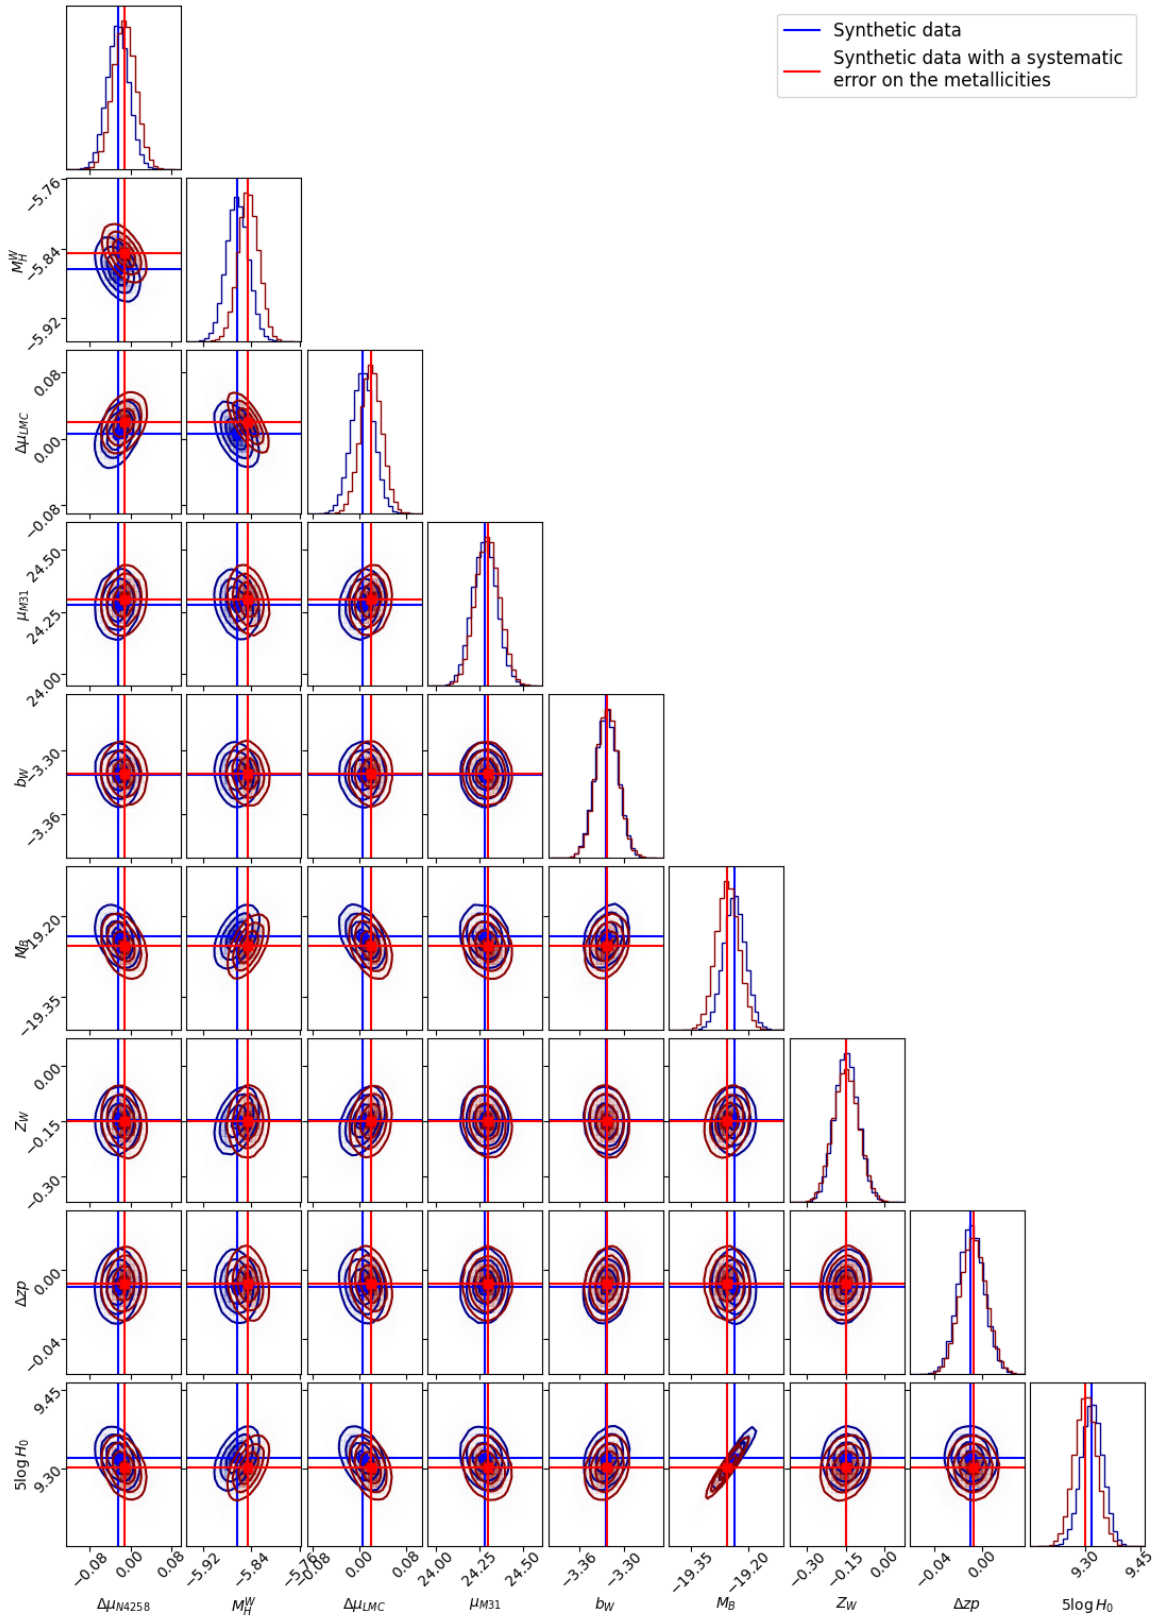 Synthetic data
Synthetic data with a systematic
error on the metallicities
−5.76
−5.84
−5.92
M_H^W
0.08
0.00
−0.08
Δμ_LMC
24.50
24.25
24.00
μ_M31
−3.30
−3.36
b_W
−19.20
−19.35
M_B
0.00
−0.15
−0.30
Z_W
0.00
−0.04
Δzp
9.45
9.30
5log H_0
−0.08 0.00 0.08 −5.92 −5.84 −5.76 −0.08 0.00 0.08 24.00 24.25 24.50 −3.36 −3.30 −19.35 −19.20 −0.30 −0.15 0.00 −0.04 0.00 9.30 9.45
Δμ_N4258 M_H^W Δμ_LMC μ_M31 b_W M_B Z_W Δzp 5log H_0